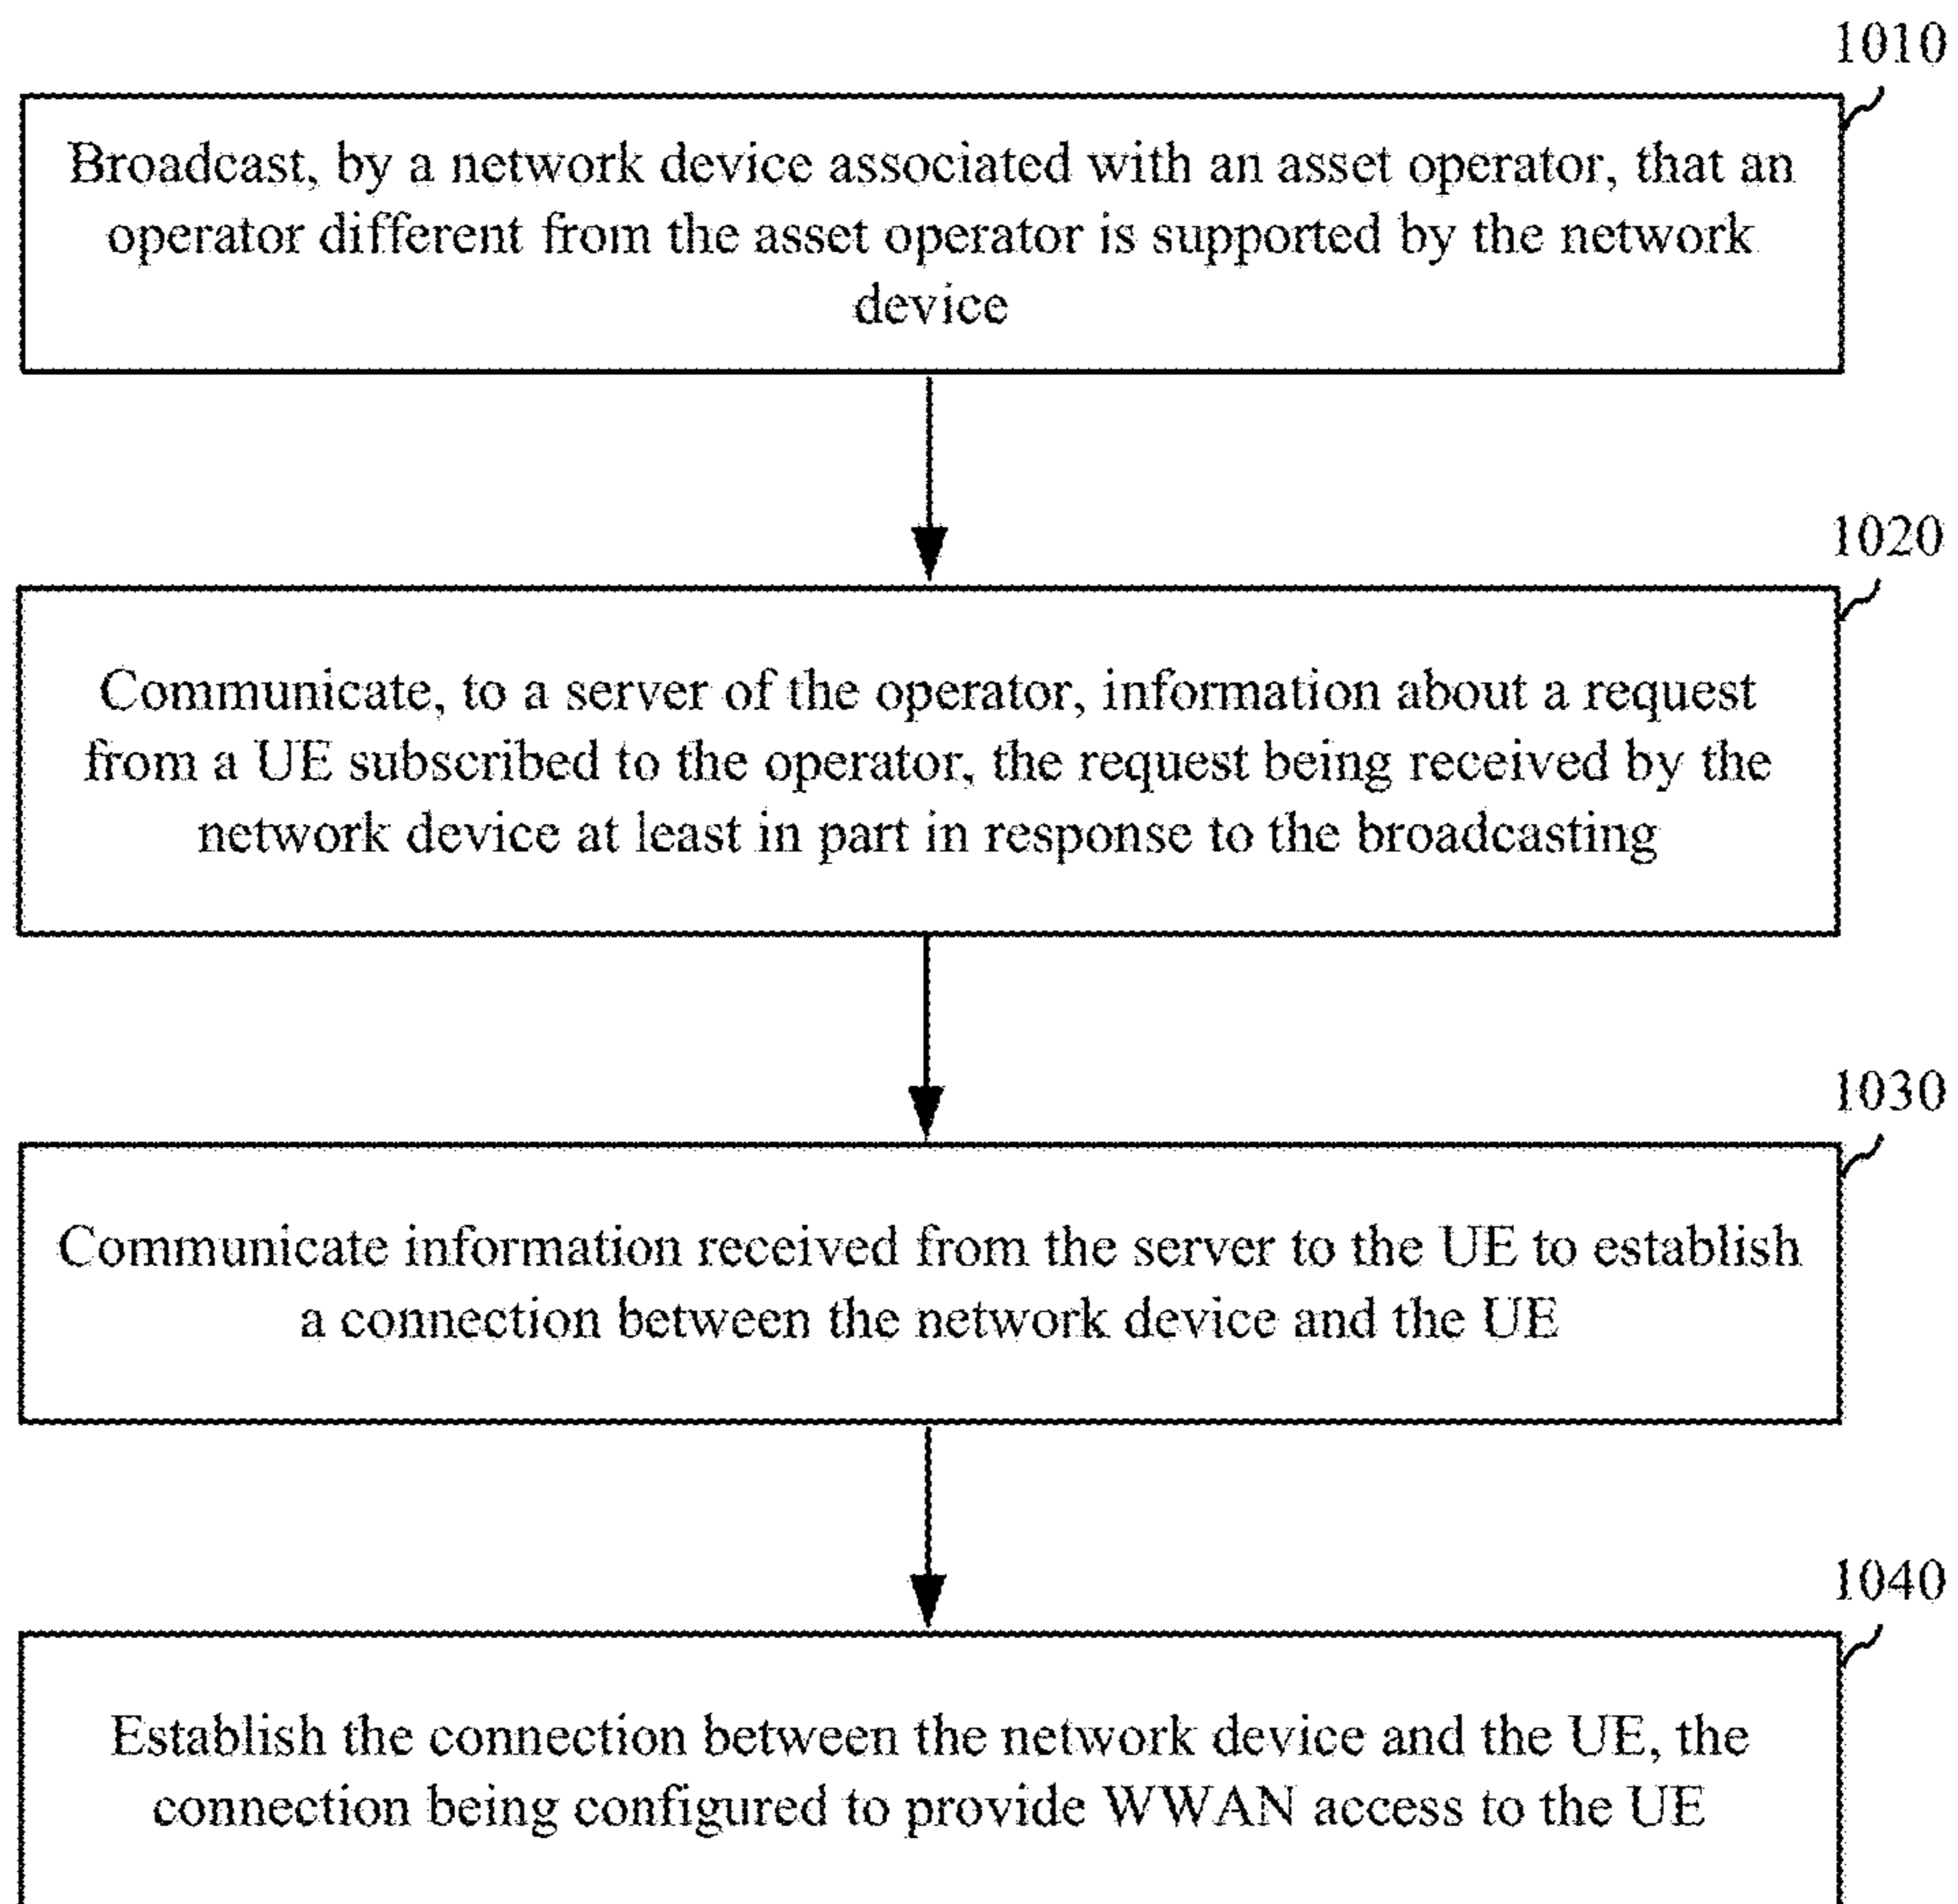 1010
Broadcast, by a network device associated with an asset operator, that an
operator different from the asset operator is supported by the network
device
1020
Communicate, to a server of the operator, information about a request
from a UE subscribed to the operator, the request being received by the
network device at least in part in response to the broadcasting
1030
Communicate information received from the server to the UE to establish
a connection between the network device and the UE
1040
Establish the connection between the network device and the UE, the
connection being configured to provide WWAN access to the UE